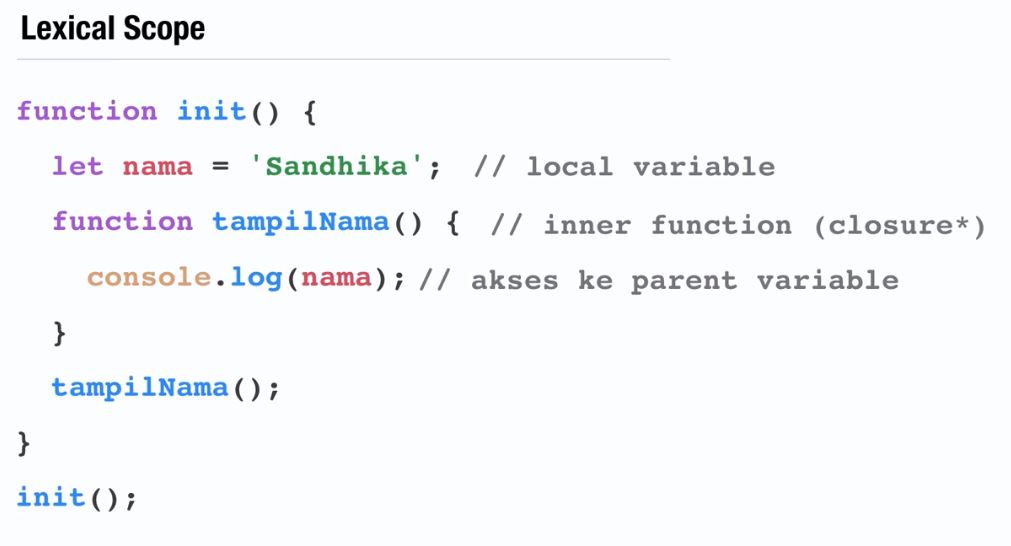 Lexical Scope
function init() {
let nama = 'Sandhika'; // local variable
function tampilNama() { // inner function (closure*)
console.log(nama); // akses ke parent variable
}
tampilNama();
}
init();